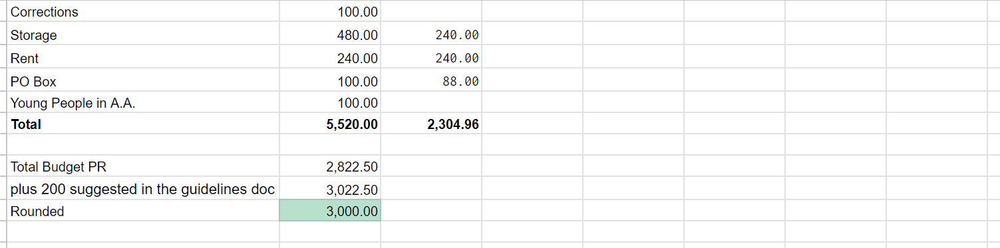 Corrections 100.00
Storage 480.00 240.00
Rent 240.00 240.00
PO Box 100.00 88.00
Young People in A.A. 100.00
Total 5,520.00 2,304.96
Total Budget PR 2,822.50
plus 200 suggested in the guidelines doc 3,022.50
Rounded 3,000.00